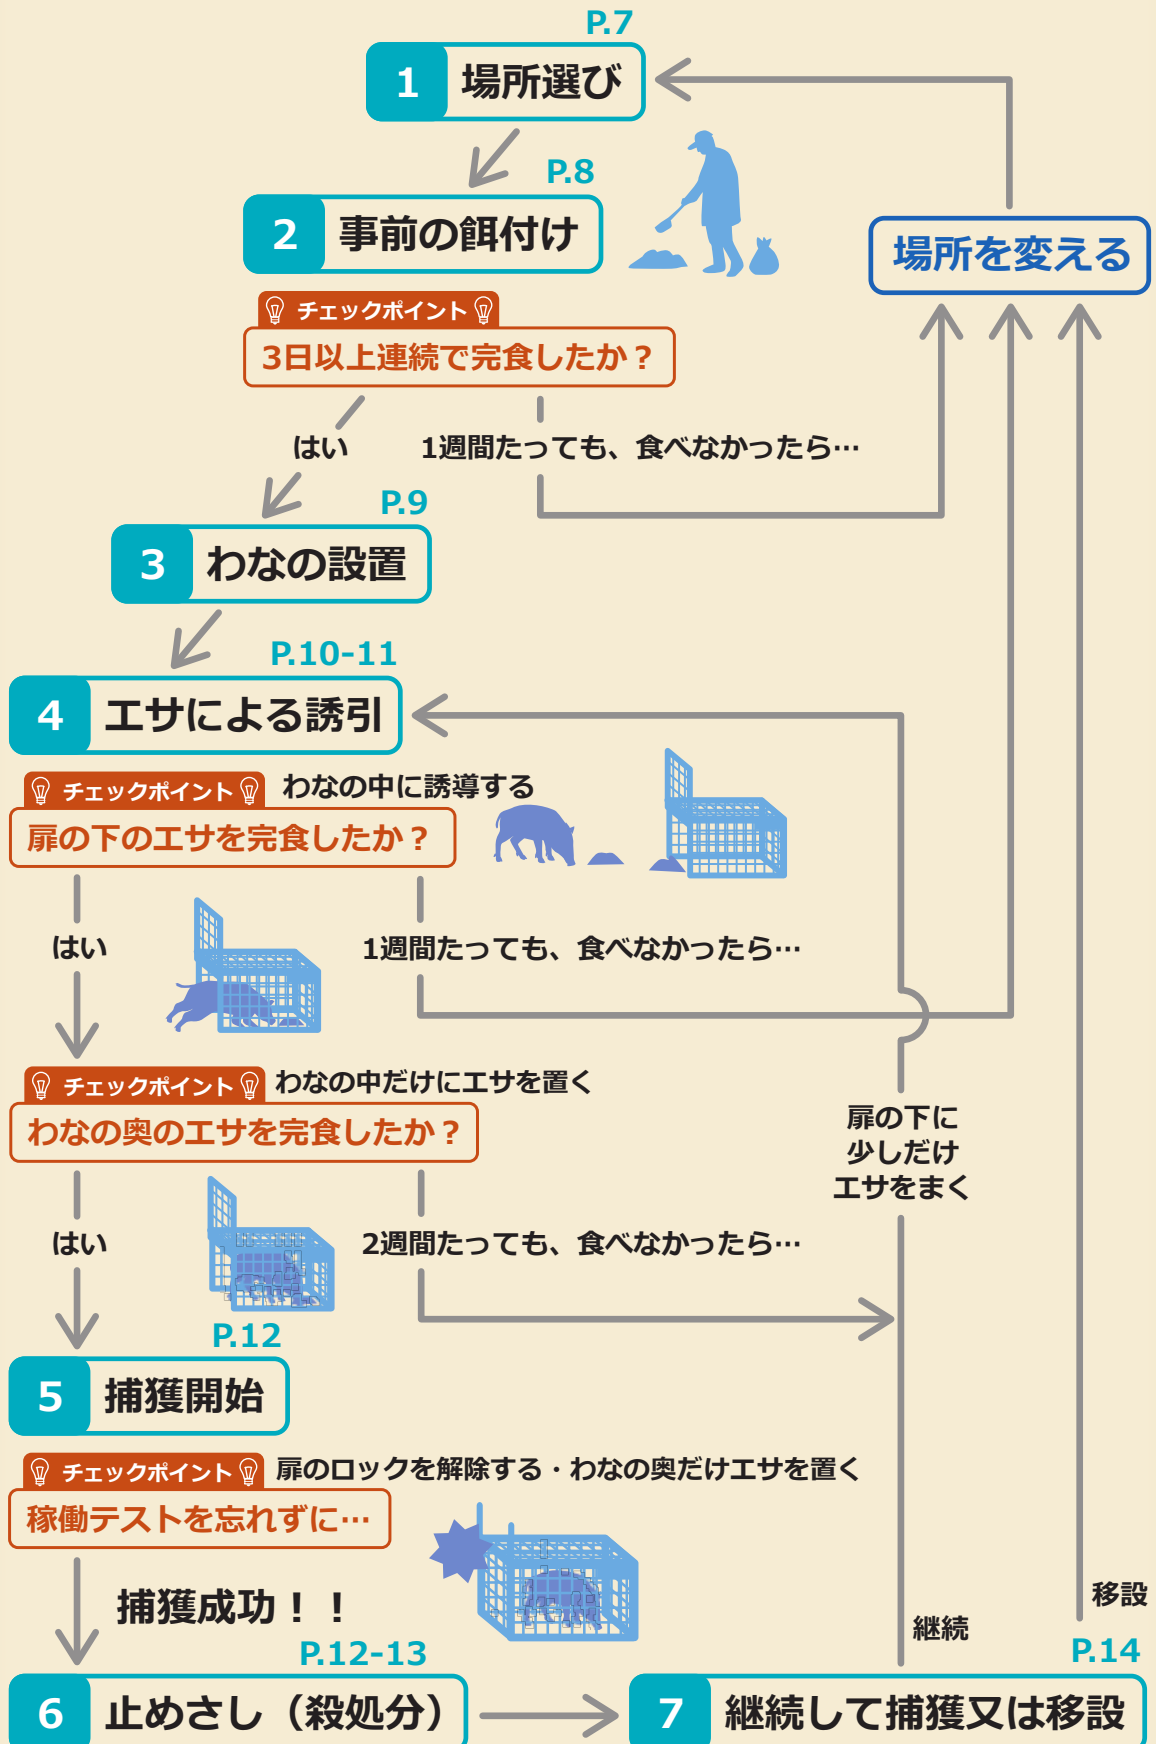 P.7
1 場所選び
P.8
2 事前の餌付け
場所を変える
チェックポイント
3日以上連続で完食したか？
はい
1週間たっても、食べなかったら…
P.9
3 わなの設置
P.10-11
4 エサによる誘引
チェックポイント
わなの中に誘導する
扉の下のエサを完食したか？
はい
1週間たっても、食べなかったら…
チェックポイント
わなの中だけにエサを置く
わなの奥のエサを完食したか？
扉の下に
少しだけ
エサをまく
はい
2週間たっても、食べなかったら…
P.12
5 捕獲開始
チェックポイント
扉のロックを解除する・わなの奥だけエサを置く
稼働テストを忘れずに…
捕獲成功！！
継続
移設
P.12-13
6 止めさし（殺処分）
P.14
7 継続して捕獲又は移設